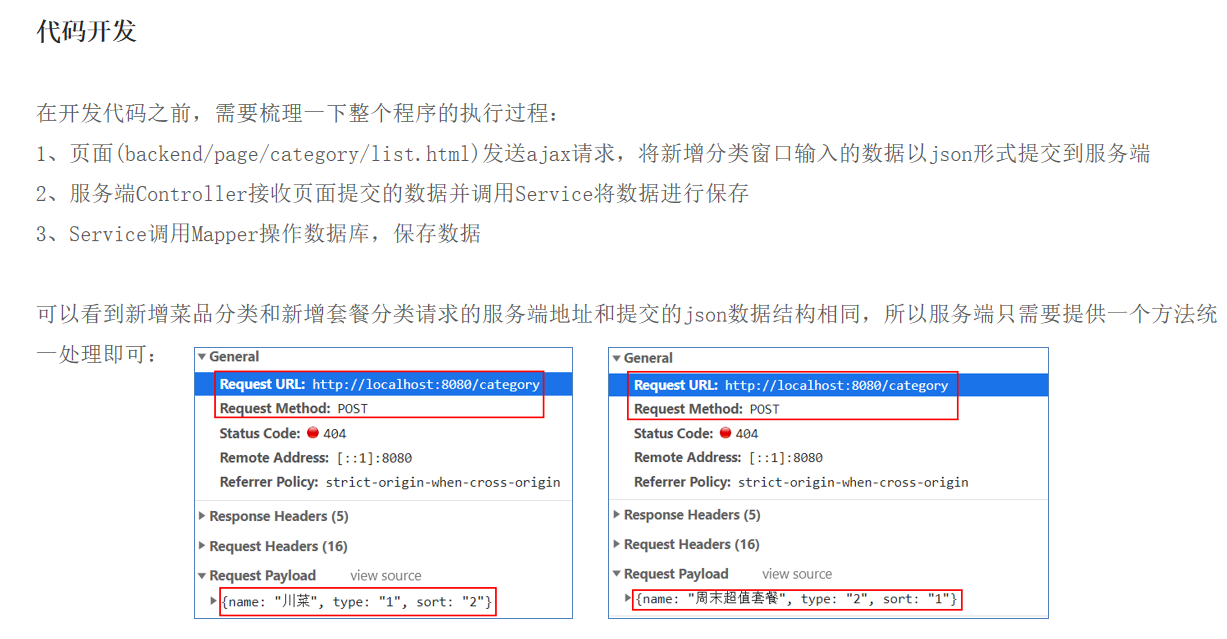 代码开发
在开发代码之前，需要梳理一下整个程序的执行过程：
1、页面(backend/page/category/list.html)发送ajax请求，将新增分类窗口输入的数据以json形式提交到服务端
2、服务端Controller接收页面提交的数据并调用Service将数据进行保存
3、Service调用Mapper操作数据库，保存数据
可以看到新增菜品分类和新增套餐分类请求的服务端地址和提交的json数据结构相同，所以服务端只需要提供一个方法统
一处理即可：
General
Request URL: http://localhost:8080/category
Request Method: POST
Status Code: 404
Remote Address: [::1]:8080
Referrer Policy: strict-origin-when-cross-origin
Response Headers (5)
Request Headers (16)
Request Payload view source
{name: "川菜", type: "1", sort: "2"}
General
Request URL: http://localhost:8080/category
Request Method: POST
Status Code: 404
Remote Address: [::1]:8080
Referrer Policy: strict-origin-when-cross-origin
Response Headers (5)
Request Headers (16)
Request Payload view source
{name: "周末超值套餐", type: "2", sort: "1"}